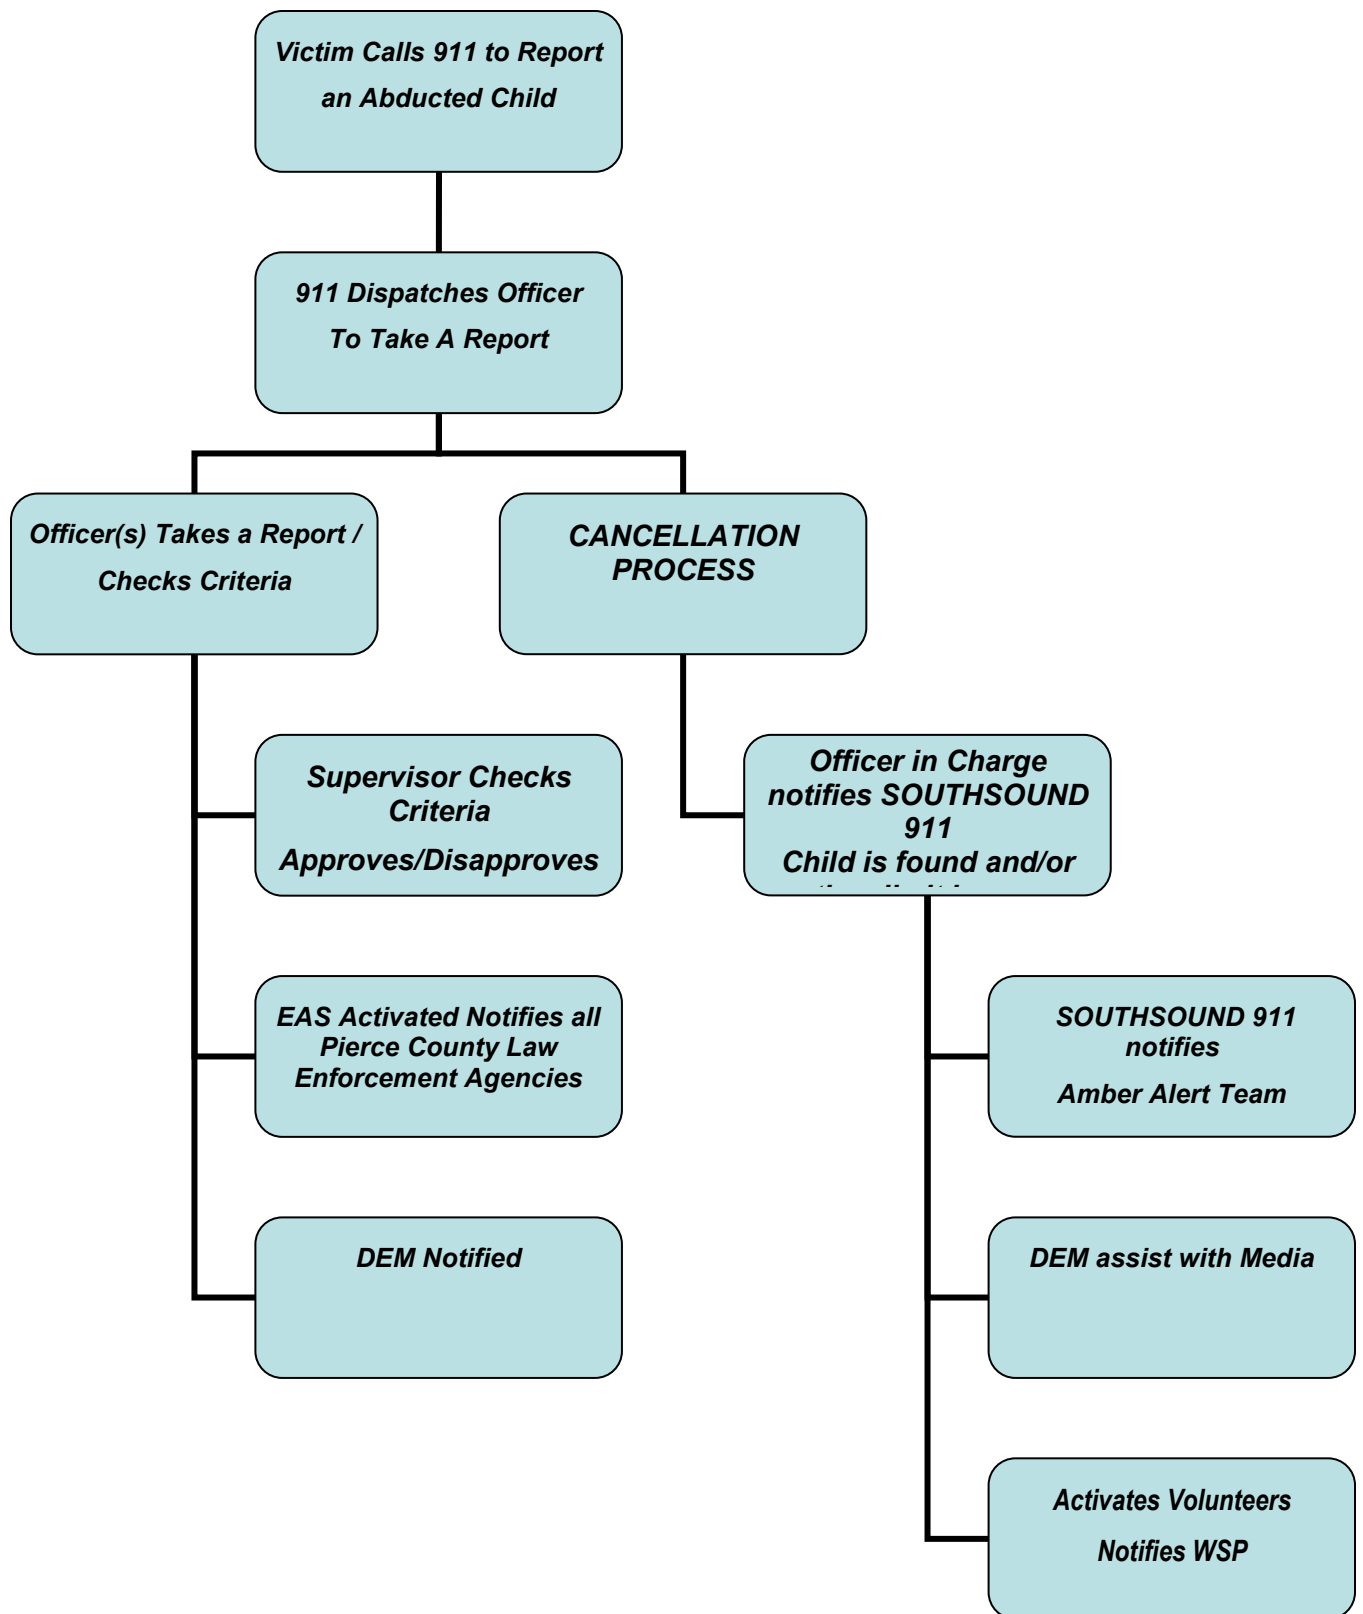 Victim Calls 911 to Report
an Abducted Child
911 Dispatches Officer
To Take A Report
Officer(s) Takes a Report /
Checks Criteria
CANCELLATION
PROCESS
Supervisor Checks
Criteria
Approves/Disapproves
Officer in Charge
notifies SOUTHSOUND
911
Child is found and/or
EAS Activated Notifies all
Pierce County Law
Enforcement Agencies
SOUTHSOUND 911
notifies
Amber Alert Team
DEM Notified
DEM assist with Media
Activates Volunteers
Notifies WSP